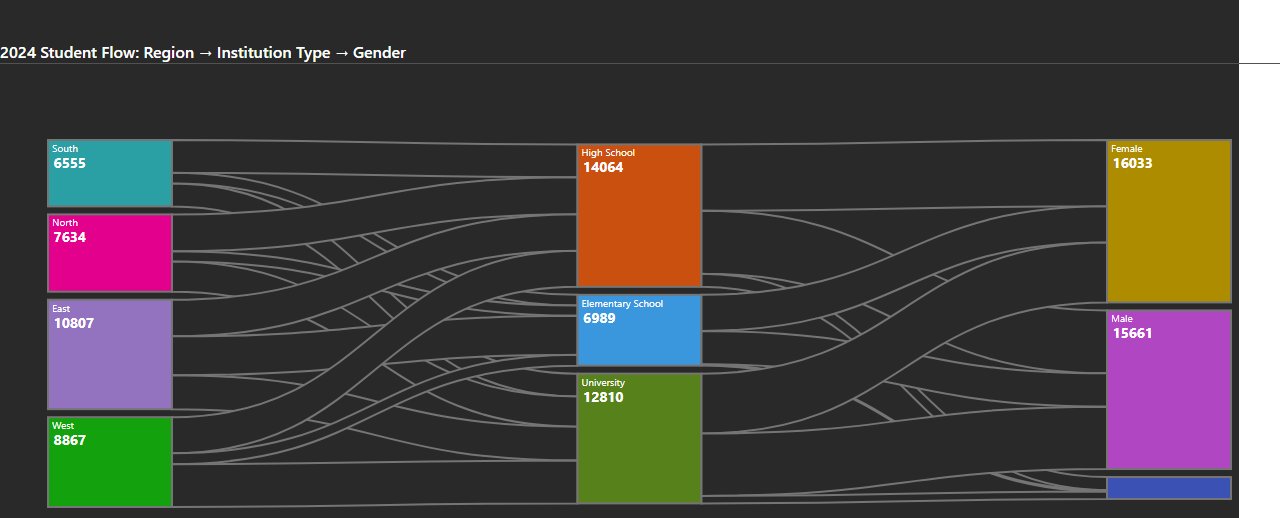 2024 Student Flow: Region → Institution Type → Gender
South
6555
North
7634
East
10807
West
8867
High School
14064
Elementary School
6989
University
12810
Female
16033
Male
15661